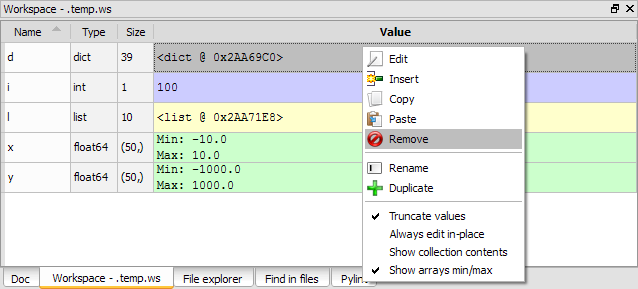 Workspace - .temp.ws
Name Type Size Value
d dict 39 <dict @ 0x2AA69C0>
i int 1 100
l list 10 <list @ 0x2AA71E8>
x float64 (50,) Min: -10.0
Max: 10.0
y float64 (50,) Min: -1000.0
Max: 1000.0
Edit
Insert
Copy
Paste
Remove
Rename
Duplicate
Truncate values
Always edit in-place
Show collection contents
Show arrays min/max
Doc Workspace - .temp.ws File explorer Find in files Pylin